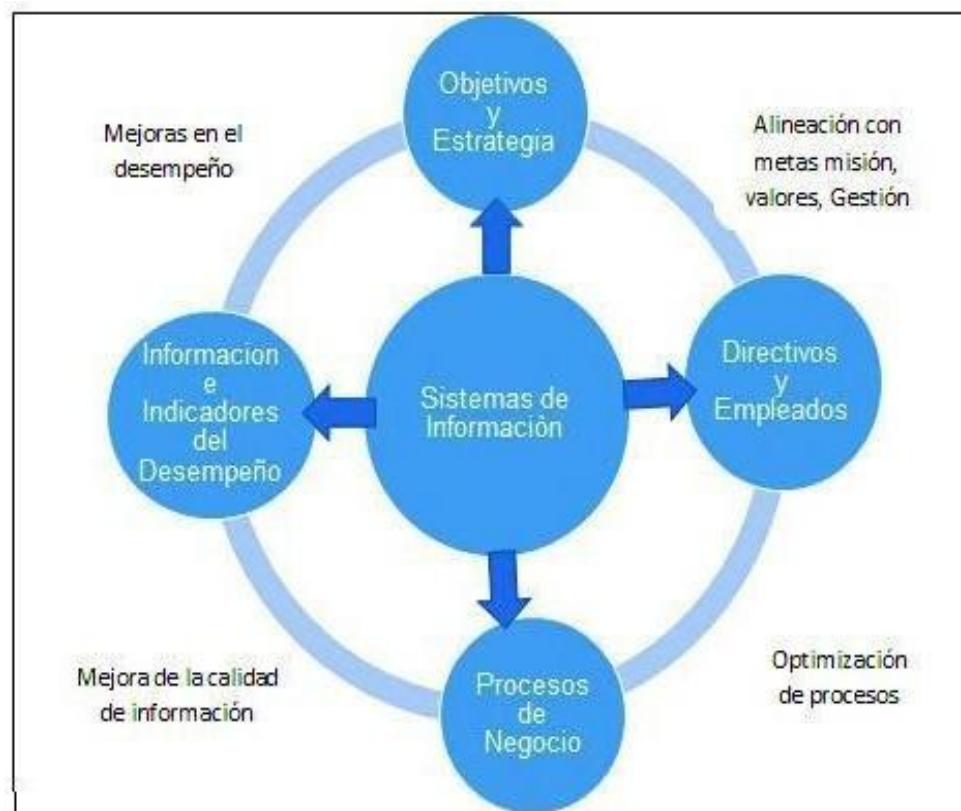 Objetivos
y
Estrategia
Mejoras en el
desempeño
Alineación con
metas misión,
valores, Gestión
Informacion
e
Indicadores
del
Desempeño
Sistemas de
Información
Directivos
y
Empleados
Mejora de la calidad
de información
Procesos
de
Negocio
Optimización
de procesos